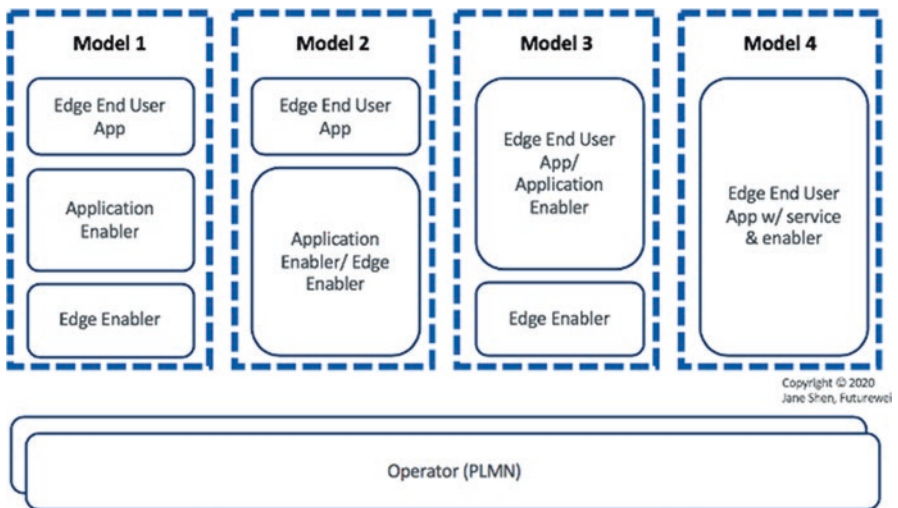 Model 1
Edge End User
App
Application
Enabler
Edge Enabler
Model 2
Edge End User
App
Application
Enabler/ Edge
Enabler
Model 3
Edge End User
App/
Application
Enabler
Edge Enabler
Model 4
Edge End User
App w/ service
& enabler
Copyright © 2020
Jane Shen, Futurewei
Operator (PLMN)